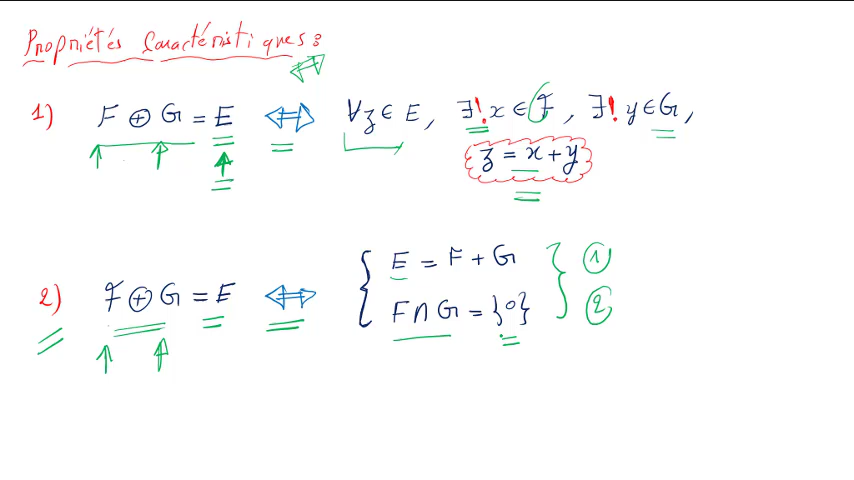 Propriétés Caractéristiques :
1) F ⊕ G = E ⟺ ∀z ∈ E, ∃! x ∈ F, ∃! y ∈ G,
z = x + y
2) F ⊕ G = E ⟺ { E = F + G } ①
F ∩ G = {0} ②